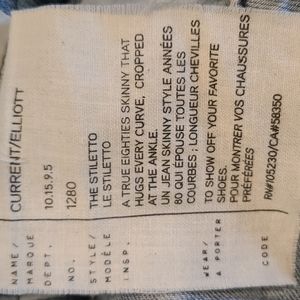 NAME/ CURRENT/ELLIOTT
MARQUE
DEPT. 10.15.9.5
NO. 1280
STYLE/ THE STILETTO
MODÈLE LE STILETTO
INSP. A TRUE EIGHTIES SKINNY THAT
HUGS EVERY CURVE, CROPPED
AT THE ANKLE.
UN JEAN SKINNY STYLE ANNÉES
80 QUI ÉPOUSE TOUTES LES
COURBES ; LONGUEUR CHEVILLES
WEAR/ TO SHOW OFF YOUR FAVORITE
A PORTER SHOES.
POUR MONTRER VOS CHAUSSURES
PRÉFÉRÉES
CODE RN#105230/CA#58350